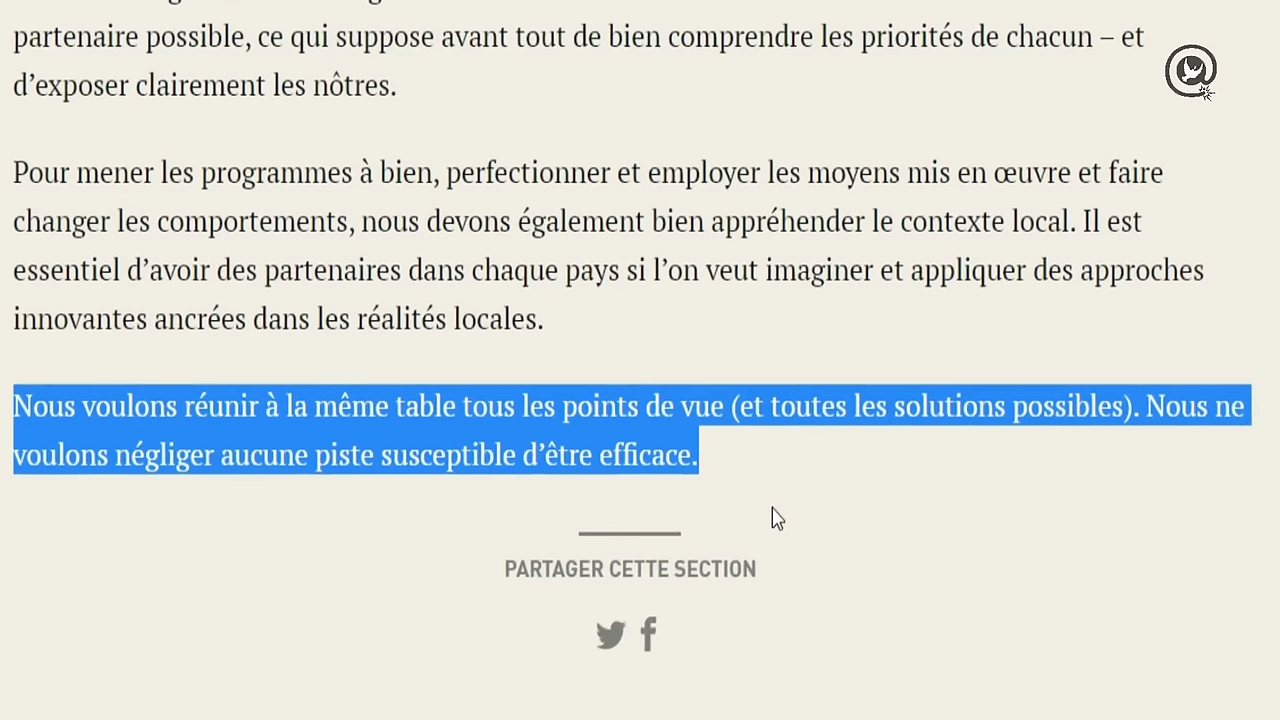 partenaire possible, ce qui suppose avant tout de bien comprendre les priorités de chacun – et
d’exposer clairement les nôtres.
Pour mener les programmes à bien, perfectionner et employer les moyens mis en œuvre et faire
changer les comportements, nous devons également bien appréhender le contexte local. Il est
essentiel d’avoir des partenaires dans chaque pays si l’on veut imaginer et appliquer des approches
innovantes ancrées dans les réalités locales.
Nous voulons réunir à la même table tous les points de vue (et toutes les solutions possibles). Nous ne
voulons négliger aucune piste susceptible d’être efficace.
PARTAGER CETTE SECTION